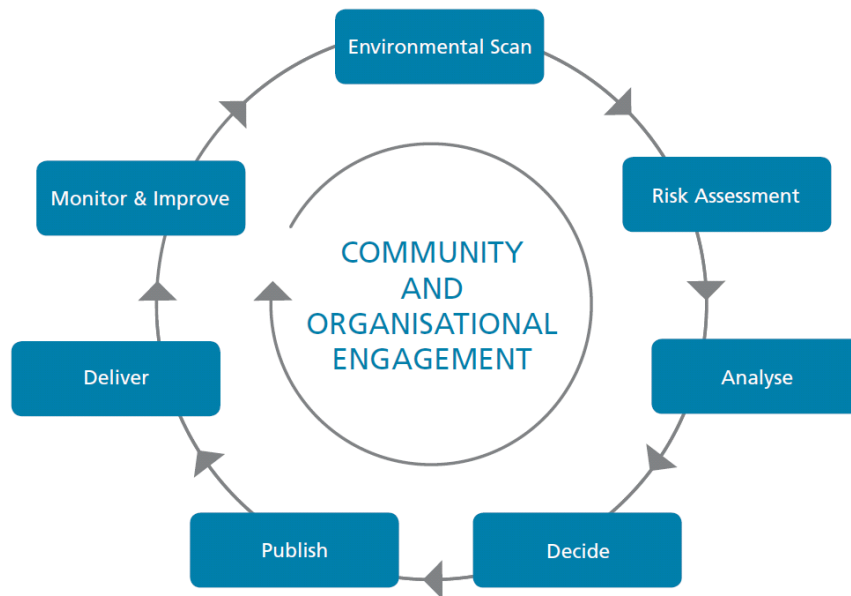 Environmental Scan
Risk Assessment
Analyse
Decide
Publish
Deliver
Monitor & Improve
COMMUNITY
AND
ORGANISATIONAL
ENGAGEMENT